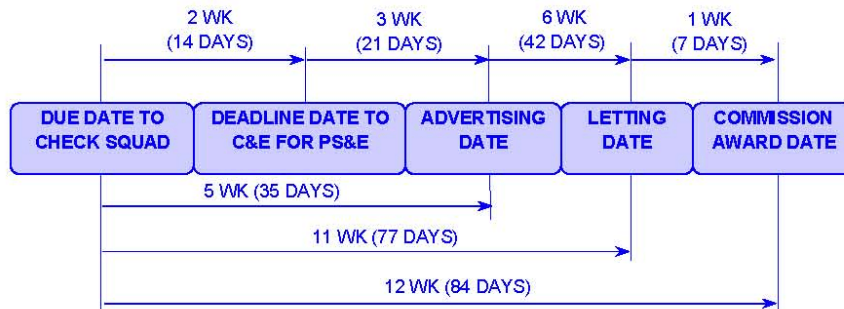 2 WK
(14 DAYS)
3 WK
(21 DAYS)
6 WK
(42 DAYS)
1 WK
(7 DAYS)
DUE DATE TO
CHECK SQUAD
DEADLINE DATE TO
C&E FOR PS&E
ADVERTISING
DATE
LETTING
DATE
COMMISSION
AWARD DATE
5 WK (35 DAYS)
11 WK (77 DAYS)
12 WK (84 DAYS)